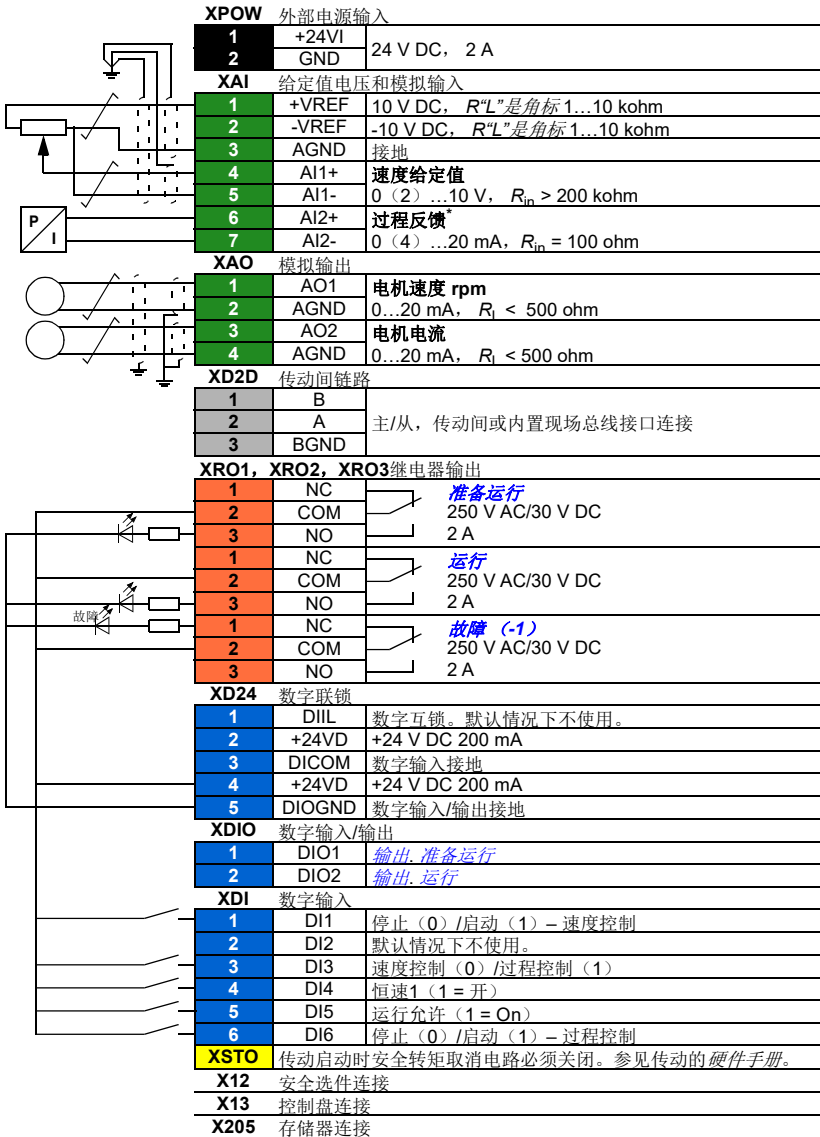 XPOW 外部电源输入
1 +24VI 24 V DC， 2 A
2 GND
XAI 给定值电压和模拟输入
1 +VREF 10 V DC， R“L”是角标 1…10 kohm
2 -VREF -10 V DC， R“L”是角标 1…10 kohm
3 AGND 接地
4 AI1+ 速度给定值
5 AI1- 0（2）…10 V， Rin > 200 kohm
6 AI2+ 过程反馈*
7 AI2- 0（4）…20 mA，Rin = 100 ohm
P
I
XAO 模拟输出
1 AO1 电机速度 rpm
2 AGND 0…20 mA， Rl < 500 ohm
3 AO2 电机电流
4 AGND 0…20 mA， Rl < 500 ohm
XD2D 传动间链路
1 B
2 A 主/从，传动间或内置现场总线接口连接
3 BGND
XRO1，XRO2，XRO3继电器输出
1 NC 准备运行
2 COM 250 V AC/30 V DC
3 NO 2 A
1 NC 运行
2 COM 250 V AC/30 V DC
3 NO 2 A
故障 1 NC 故障 （-1）
2 COM 250 V AC/30 V DC
3 NO 2 A
XD24 数字联锁
1 DIIL 数字互锁。默认情况下不使用。
2 +24VD +24 V DC 200 mA
3 DICOM 数字输入接地
4 +24VD +24 V DC 200 mA
5 DIOGND 数字输入/输出接地
XDIO 数字输入/输出
1 DIO1 输出. 准备运行
2 DIO2 输出. 运行
XDI 数字输入
1 DI1 停止（0）/启动（1）– 速度控制
2 DI2 默认情况下不使用。
3 DI3 速度控制（0）/过程控制（1）
4 DI4 恒速1（1 = 开）
5 DI5 运行允许（1 = On）
6 DI6 停止（0）/启动（1）– 过程控制
XSTO 传动启动时安全转矩取消电路必须关闭。参见传动的硬件手册。
X12 安全选件连接
X13 控制盘连接
X205 存储器连接